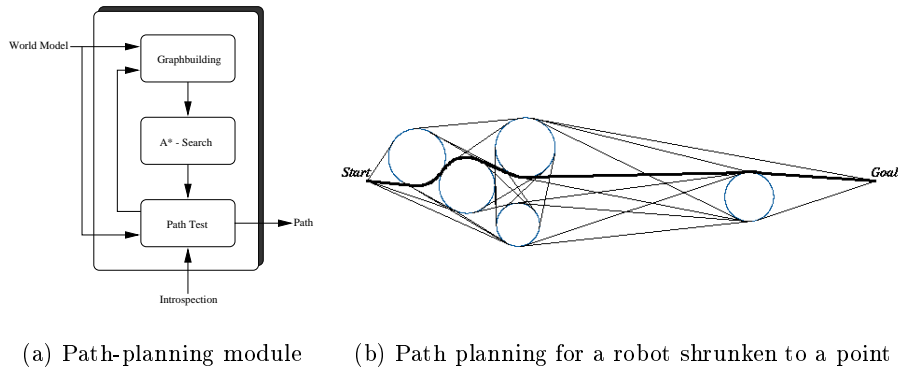 World Model
Graphbuilding
A* - Search
Path Test
Path
Introspection
Start
Goal
(a) Path-planning module
(b) Path planning for a robot shrunken to a point